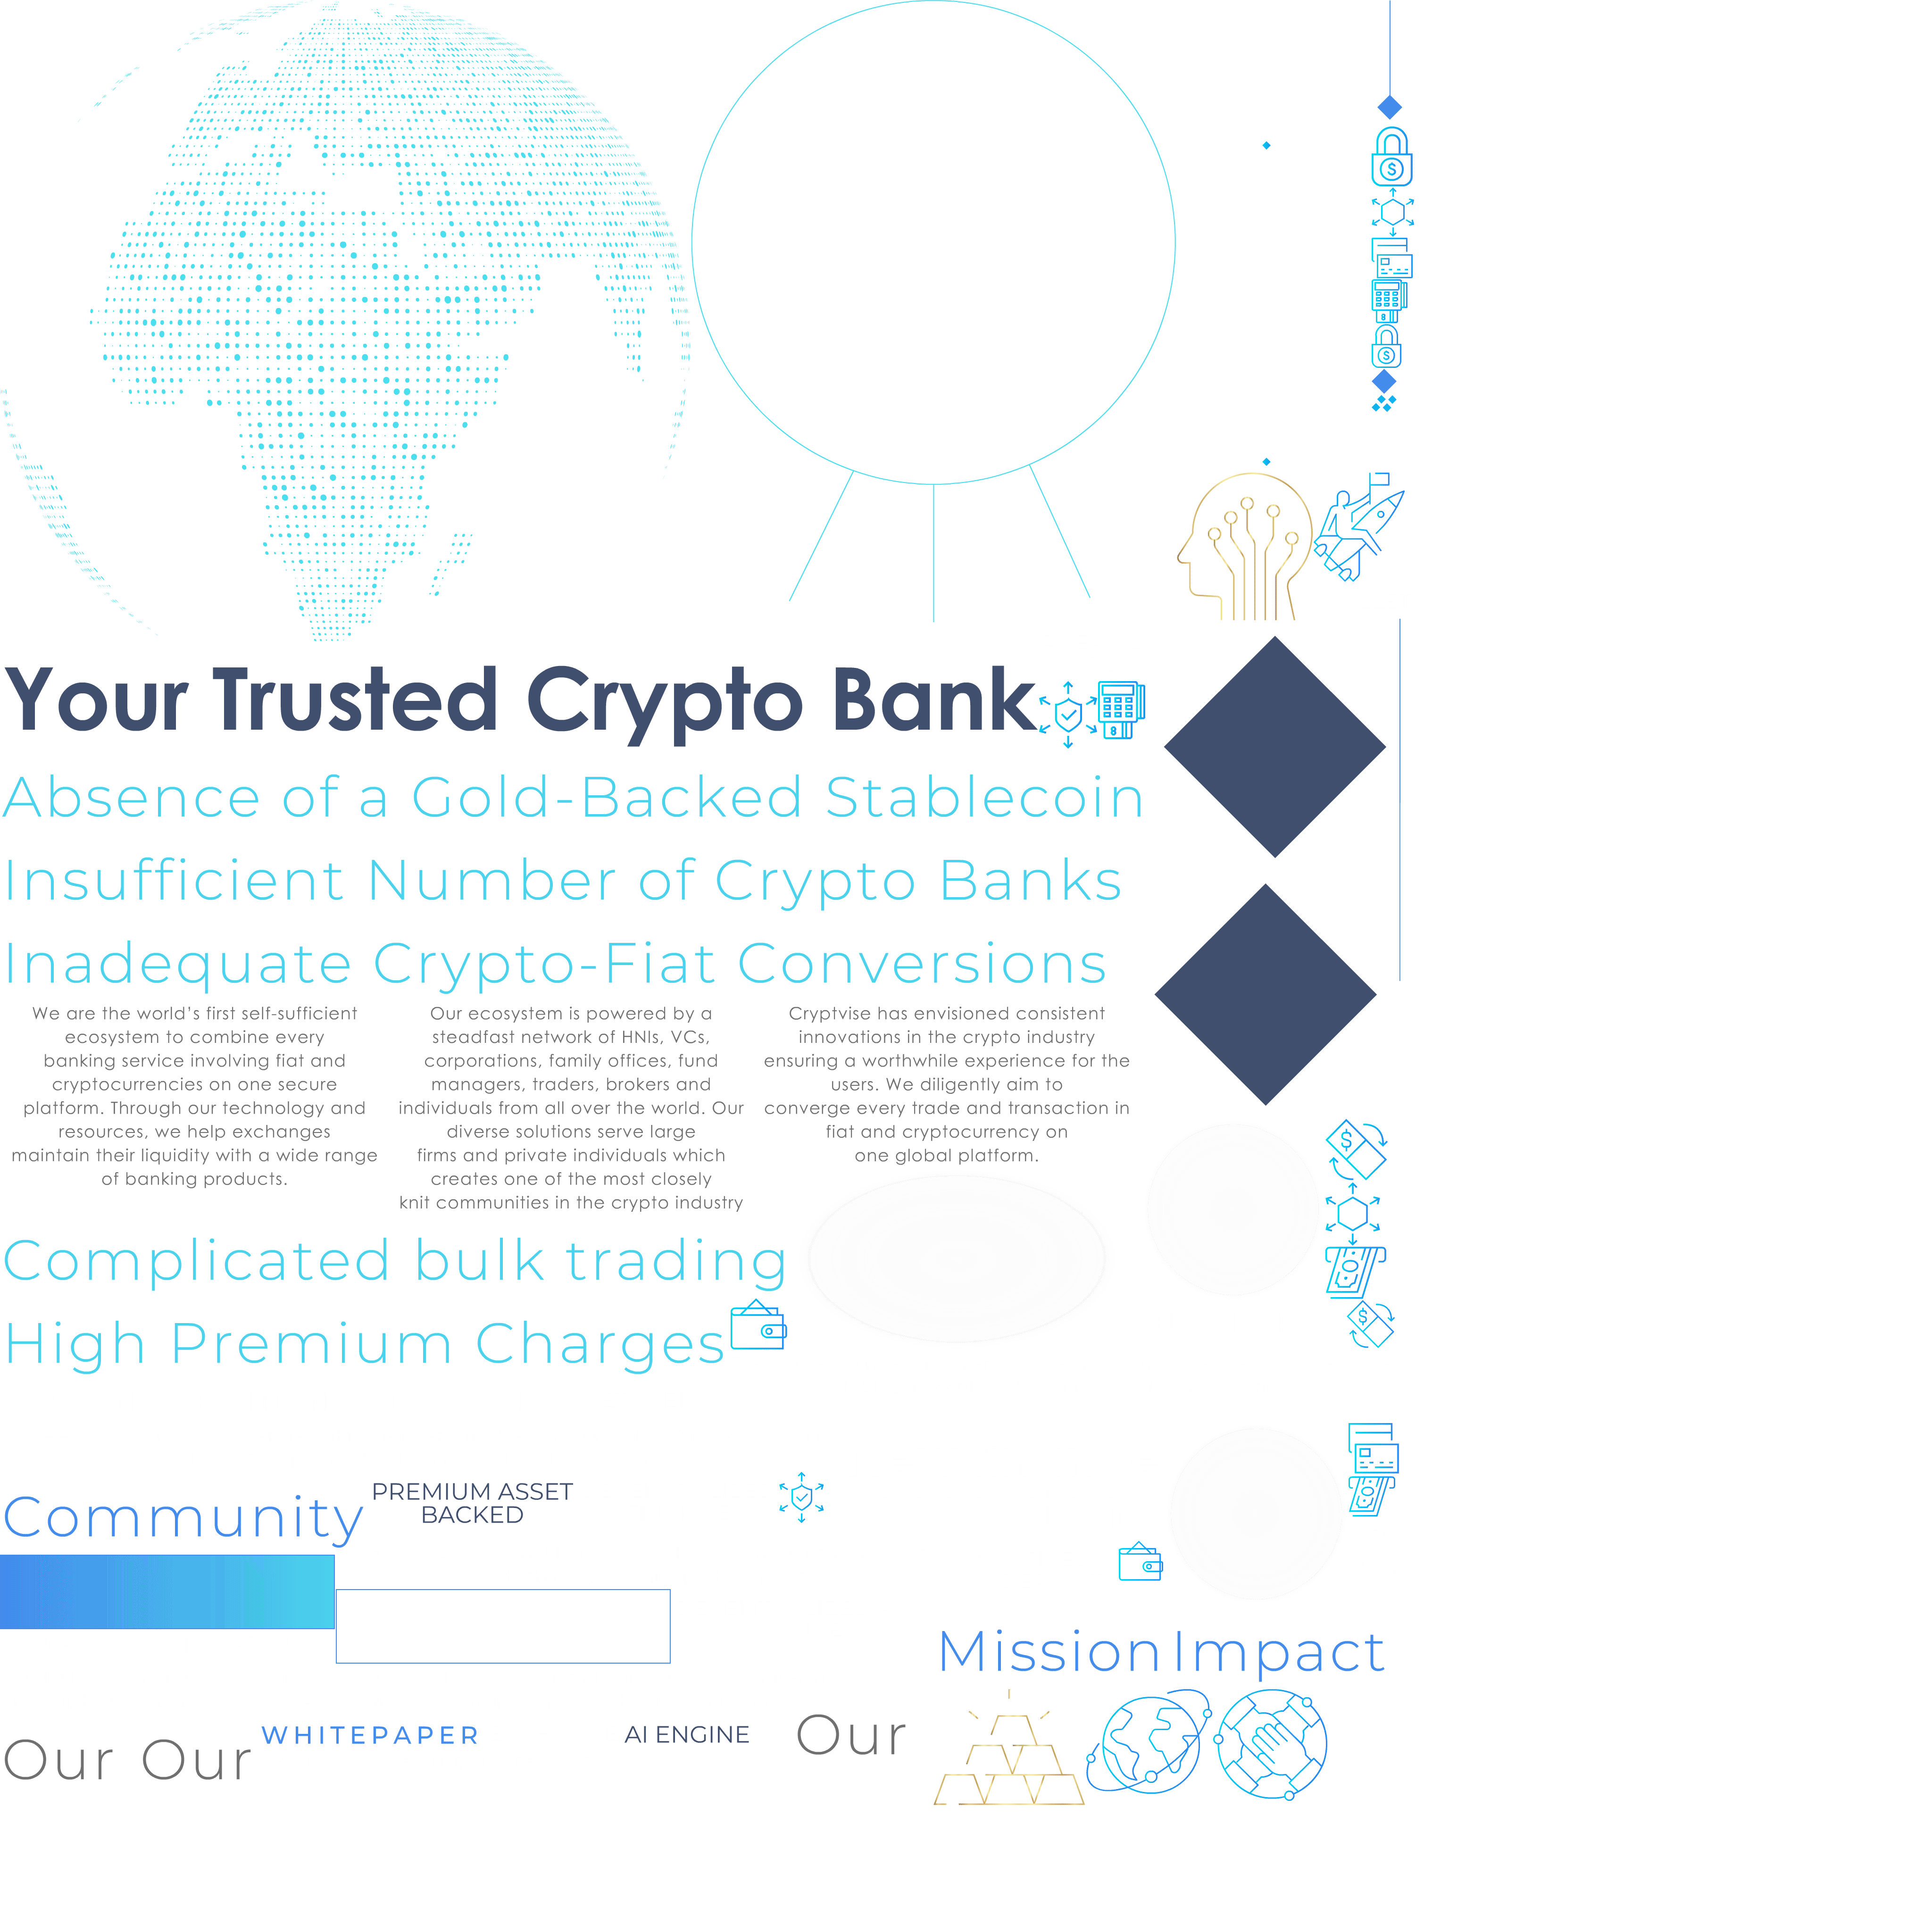 Your Trusted Crypto Bank
Absence of a Gold-Backed Stablecoin
Insufficient Number of Crypto Banks
Inadequate Crypto-Fiat Conversions
We are the world’s first self-sufficient
ecosystem to combine every
banking service involving fiat and
cryptocurrencies on one secure
platform. Through our technology and
resources, we help exchanges
maintain their liquidity with a wide range
of banking products.
Our ecosystem is powered by a
steadfast network of HNIs, VCs,
corporations, family offices, fund
managers, traders, brokers and
individuals from all over the world. Our
diverse solutions serve large
firms and private individuals which
creates one of the most closely
knit communities in the crypto industry
Cryptvise has envisioned consistent
innovations in the crypto industry
ensuring a worthwhile experience for the
users. We diligently aim to
converge every trade and transaction in
fiat and cryptocurrency on
one global platform.
Complicated bulk trading
High Premium Charges
Community
PREMIUM ASSET
BACKED
Mission
Impact
Our
Our
WHITEPAPER
AI ENGINE
Our